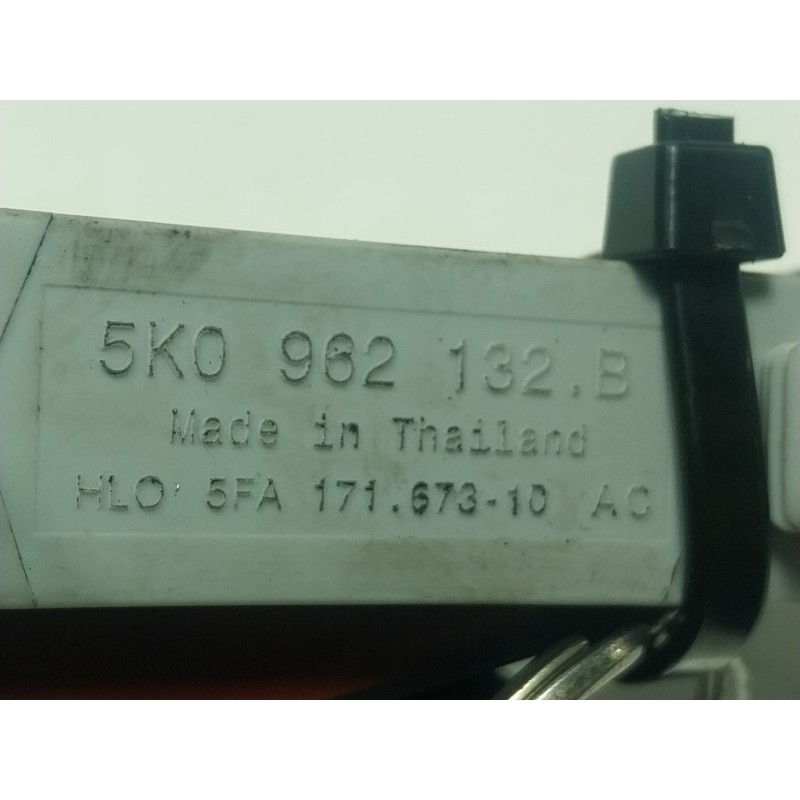 5K0 962 132.B
Made in Thailand
HLO 5FA 171.673-10 AC